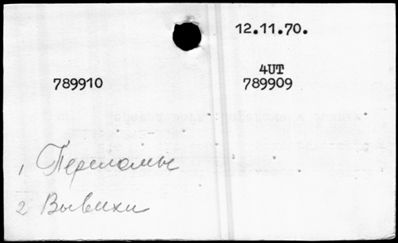 12.11.70.
4UT
789910 789909
1 Переломы
2 Вывихи